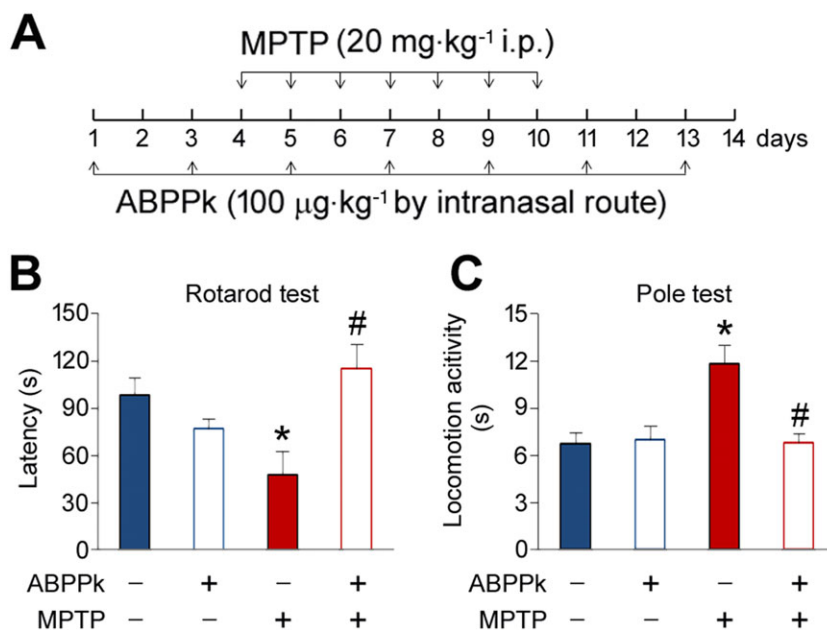 A
MPTP (20 mg·kg⁻¹ i.p.)
1 2 3 4 5 6 7 8 9 10 11 12 13 14 days
ABPPk (100 µg·kg⁻¹ by intranasal route)
B
Rotarod test
Latency (s)
150
120
90
60
30
0
*
#
ABPPk – + – +
MPTP – – + +
C
Pole test
Locomotion acitivity
(s)
15
12
9
6
3
0
*
#
ABPPk – + – +
MPTP – – + +